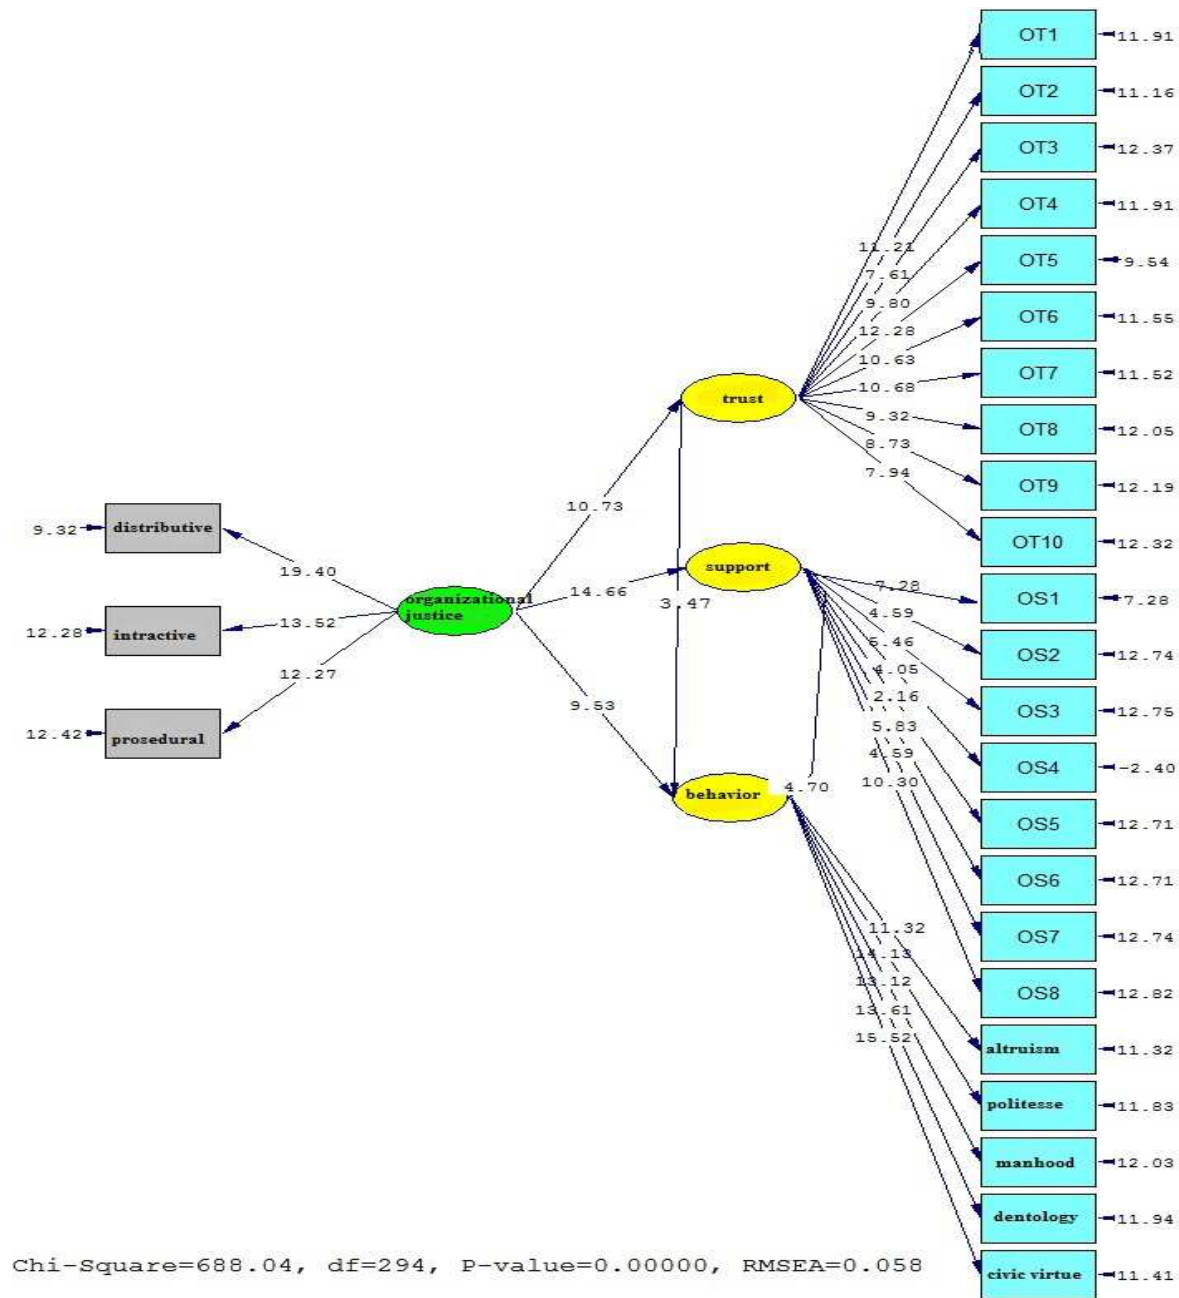 OT1
11.91
OT2
11.16
OT3
12.37
OT4
11.91
OT5
9.54
OT6
11.55
OT7
11.52
OT8
12.05
OT9
12.19
OT10
12.32
OS1
7.28
OS2
12.74
OS3
12.75
OS4
-2.40
OS5
12.71
OS6
12.71
OS7
12.74
OS8
12.82
altruism
11.32
politesse
11.83
manhood
12.03
dentology
11.94
civic virtue
11.41
11.21
7.61
9.80
12.28
10.63
10.68
9.32
8.73
7.94
trust
10.73
support
14.66
3.47
9.53
behavior
4.70
7.28
4.59
5.46
4.05
2.16
5.83
4.59
10.30
11.32
14.13
13.12
13.61
15.52
9.32
distributive
19.40
12.28
intractive
13.52
organizational
justice
12.27
12.42
prosedural
Chi-Square=688.04, df=294, P-value=0.00000, RMSEA=0.058